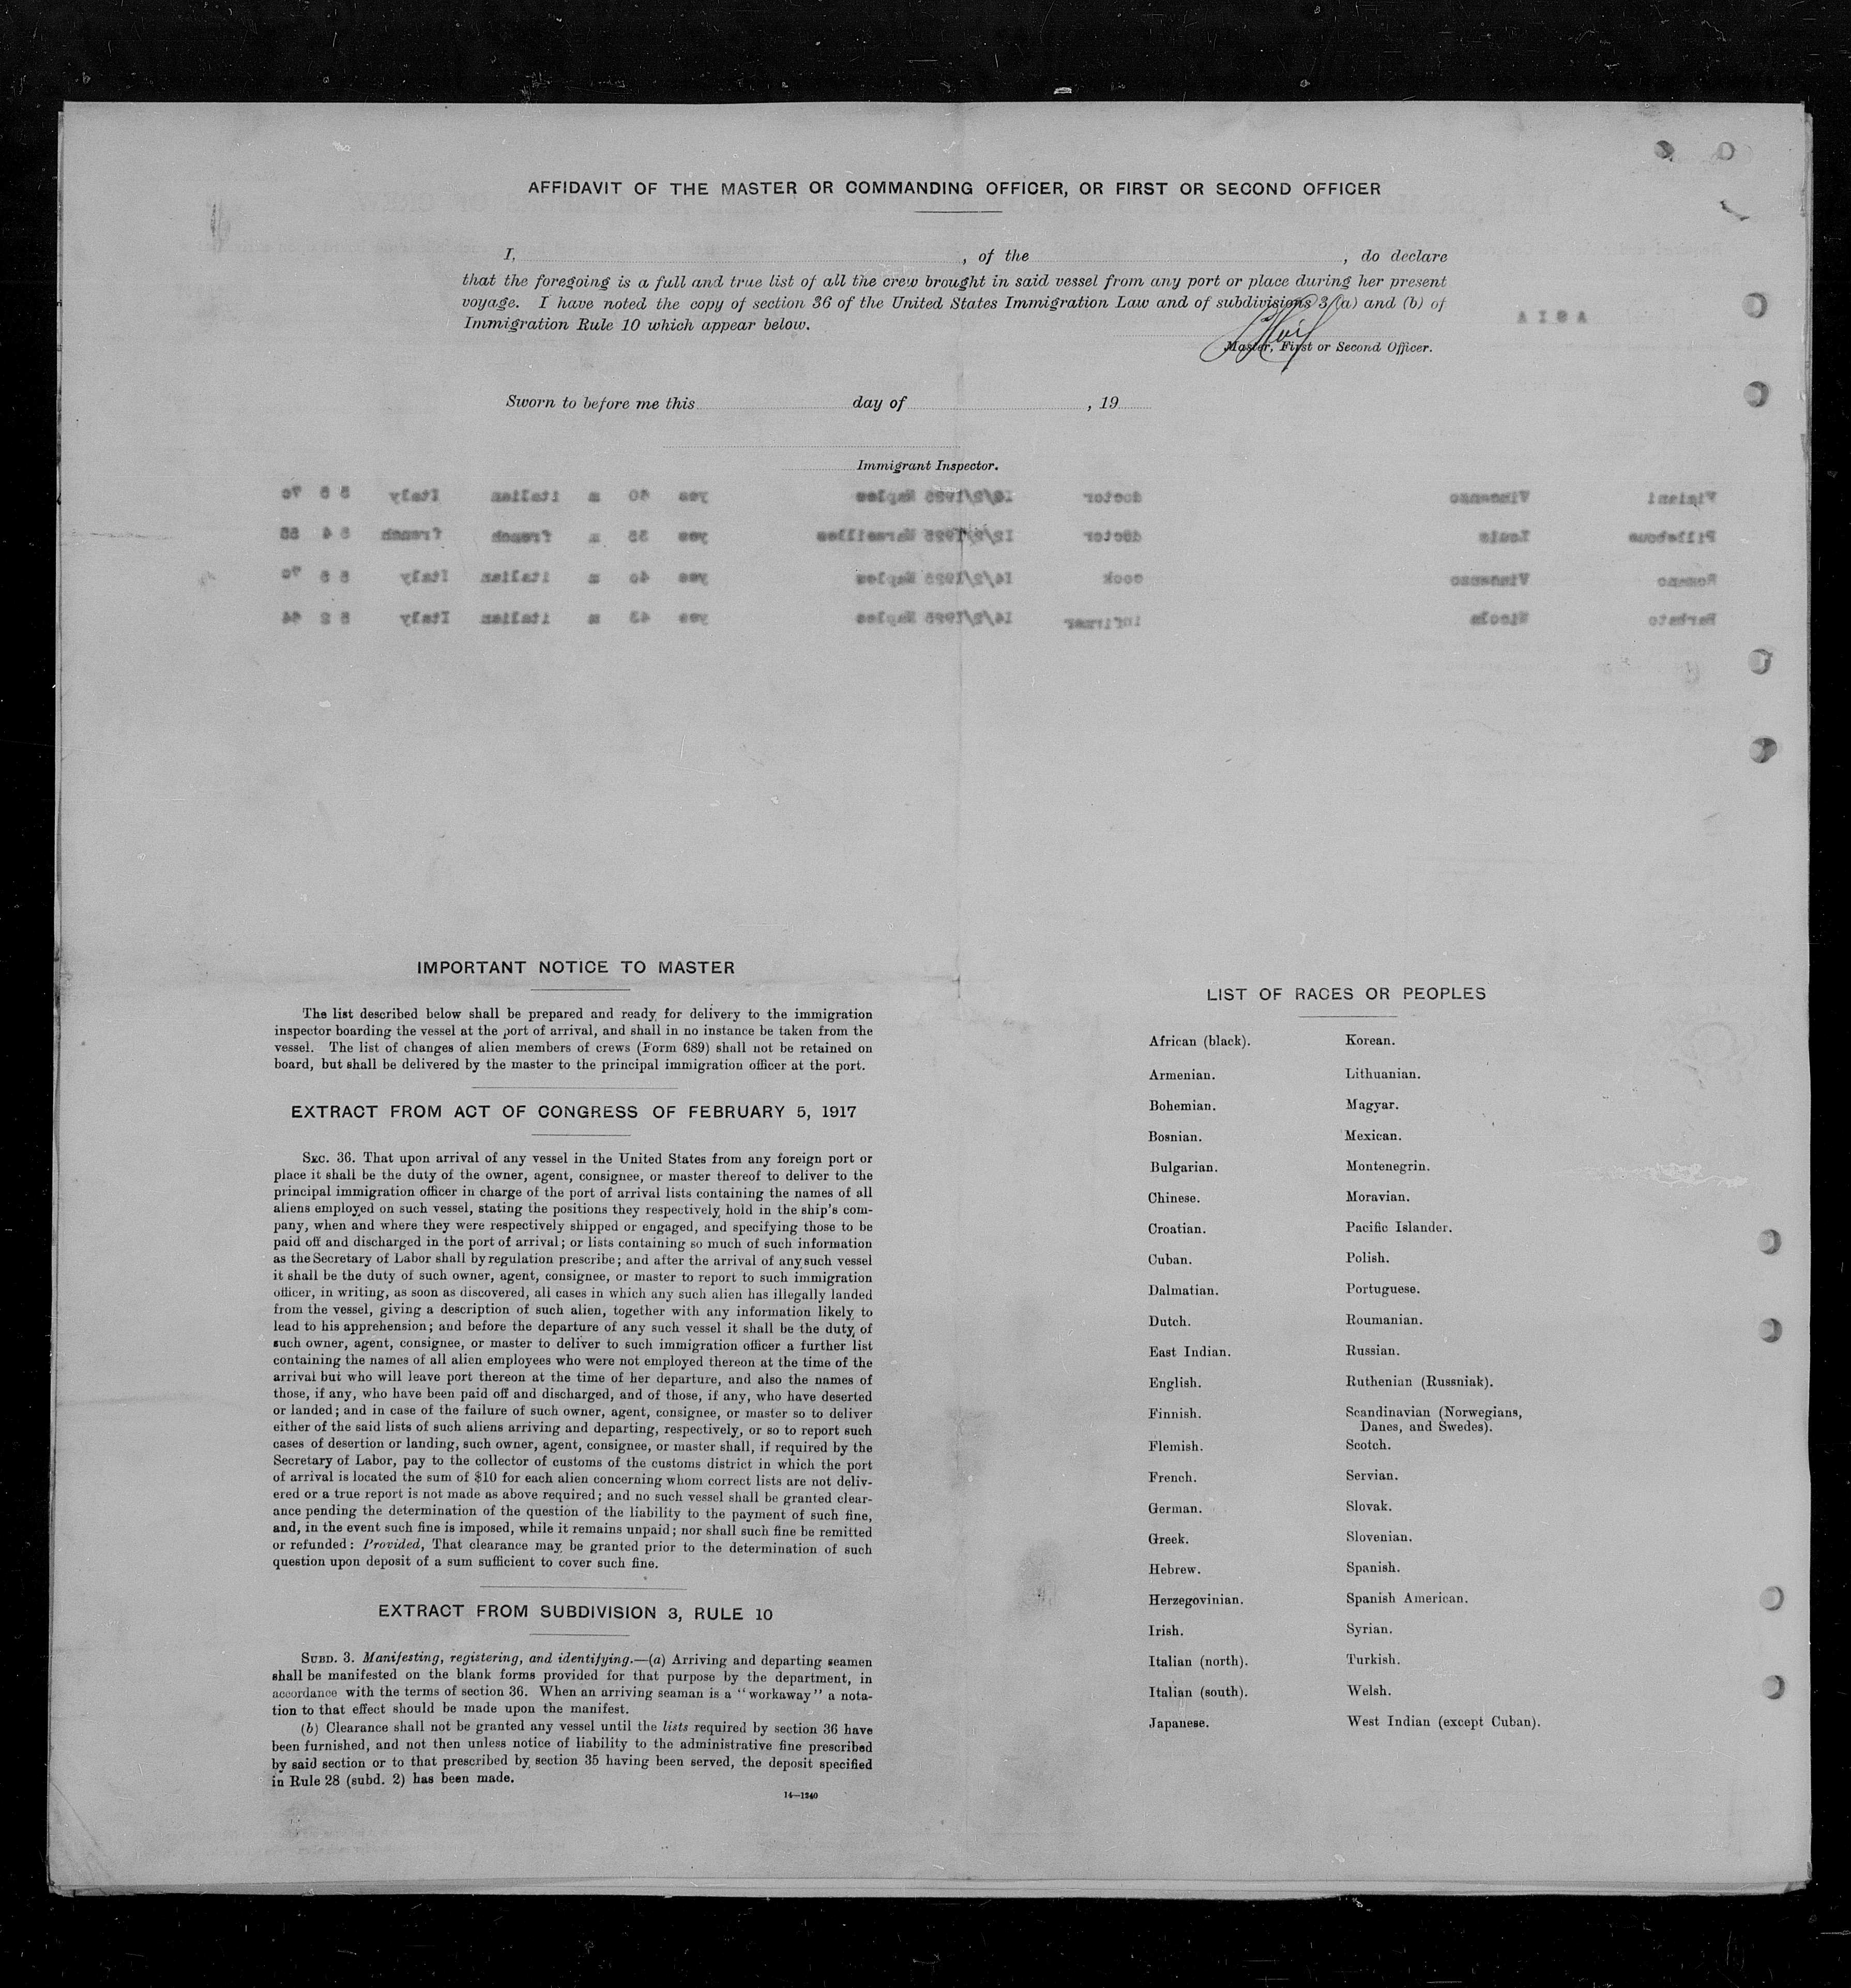 AFFIDAVIT OF THE MASTER OR COMMANDING OFFICER, OR FIRST OR SECOND OFFICER
I, , of the , do declare
that the foregoing is a full and true list of all the crew brought in said vessel from any port or place during her present
voyage. I have noted the copy of section 36 of the United States Immigration Law and of subdivisions 3 (a) and (b) of
Immigration Rule 10 which appear below.
ASIA
Master, First or Second Officer.
Sworn to before me this day of , 19
Immigrant Inspector.
Vincenzo doctor Naples yes m italian Italy
Louis doctor 12/2/1925 Marseilles yes 35 m french french
Romano Vincenzo cook 14/2/1925 Naples yes 40 m italian Italy
Barbato Nicola infirmer 14/2/1925 Naples yes 43 m italian Italy
IMPORTANT NOTICE TO MASTER
The list described below shall be prepared and ready for delivery to the immigration
inspector boarding the vessel at the port of arrival, and shall in no instance be taken from the
vessel. The list of changes of alien members of crews (Form 689) shall not be retained on
board, but shall be delivered by the master to the principal immigration officer at the port.
EXTRACT FROM ACT OF CONGRESS OF FEBRUARY 5, 1917
SEC. 36. That upon arrival of any vessel in the United States from any foreign port or
place it shall be the duty of the owner, agent, consignee, or master thereof to deliver to the
principal immigration officer in charge of the port of arrival lists containing the names of all
aliens employed on such vessel, stating the positions they respectively hold in the ship's com-
pany, when and where they were respectively shipped or engaged, and specifying those to be
paid off and discharged in the port of arrival; or lists containing so much of such information
as the Secretary of Labor shall by regulation prescribe; and after the arrival of any such vessel
it shall be the duty of such owner, agent, consignee, or master to report to such immigration
officer, in writing, as soon as discovered, all cases in which any such alien has illegally landed
from the vessel, giving a description of such alien, together with any information likely to
lead to his apprehension; and before the departure of any such vessel it shall be the duty of
such owner, agent, consignee, or master to deliver to such immigration officer a further list
containing the names of all alien employees who were not employed thereon at the time of the
arrival but who will leave port thereon at the time of her departure, and also the names of
those, if any, who have been paid off and discharged, and of those, if any, who have deserted
or landed; and in case of the failure of such owner, agent, consignee, or master so to deliver
either of the said lists of such aliens arriving and departing, respectively, or so to report such
cases of desertion or landing, such owner, agent, consignee, or master shall, if required by the
Secretary of Labor, pay to the collector of customs of the customs district in which the port
of arrival is located the sum of $10 for each alien concerning whom correct lists are not deliv-
ered or a true report is not made as above required; and no such vessel shall be granted clear-
ance pending the determination of the question of the liability to the payment of such fine,
and, in the event such fine is imposed, while it remains unpaid; nor shall such fine be remitted
or refunded: Provided, That clearance may be granted prior to the determination of such
question upon deposit of a sum sufficient to cover such fine.
EXTRACT FROM SUBDIVISION 3, RULE 10
SUBD. 3. Manifesting, registering, and identifying.—(a) Arriving and departing seamen
shall be manifested on the blank forms provided for that purpose by the department, in
accordance with the terms of section 36. When an arriving seaman is a "workaway" a nota-
tion to that effect should be made upon the manifest.
(b) Clearance shall not be granted any vessel until the lists required by section 36 have
been furnished, and not then unless notice of liability to the administrative fine prescribed
by said section or to that prescribed by section 35 having been served, the deposit specified
in Rule 28 (subd. 2) has been made.
14—1240
LIST OF RACES OR PEOPLES
African (black).
Armenian.
Bohemian.
Bosnian.
Bulgarian.
Chinese.
Croatian.
Cuban.
Dalmatian.
Dutch.
East Indian.
English.
Finnish.
Flemish.
French.
German.
Greek.
Hebrew.
Herzegovinian.
Irish.
Italian (north).
Italian (south).
Japanese.
Korean.
Lithuanian.
Magyar.
Mexican.
Montenegrin.
Moravian.
Pacific Islander.
Polish.
Portuguese.
Roumanian.
Russian.
Ruthenian (Russniak).
Scandinavian (Norwegians,
Danes, and Swedes).
Scotch.
Servian.
Slovak.
Slovenian.
Spanish.
Spanish American.
Syrian.
Turkish.
Welsh.
West Indian (except Cuban).